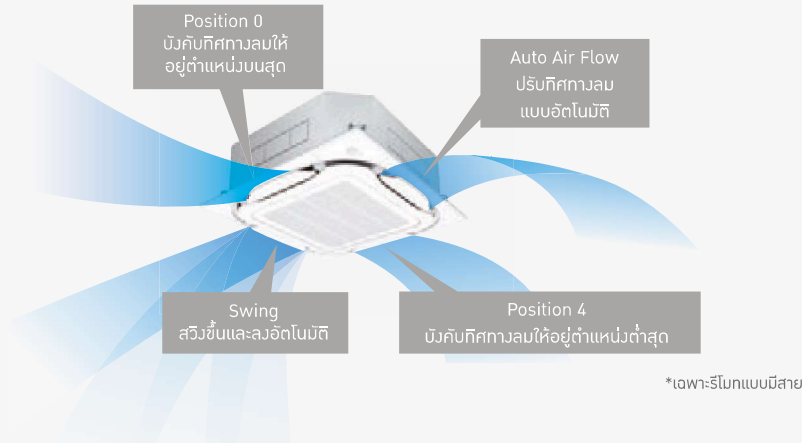 Position 0
บังคับทิศทางลมให้
อยู่ตำแหน่งบนสุด
Auto Air Flow
ปรับทิศทางลม
แบบอัตโนมัติ
Swing
สวิงขึ้นและลงอัตโนมัติ
Position 4
บังคับทิศทางลมให้อยู่ตำแหน่งต่ำสุด
*เฉพาะรีโมทแบบมีสาย